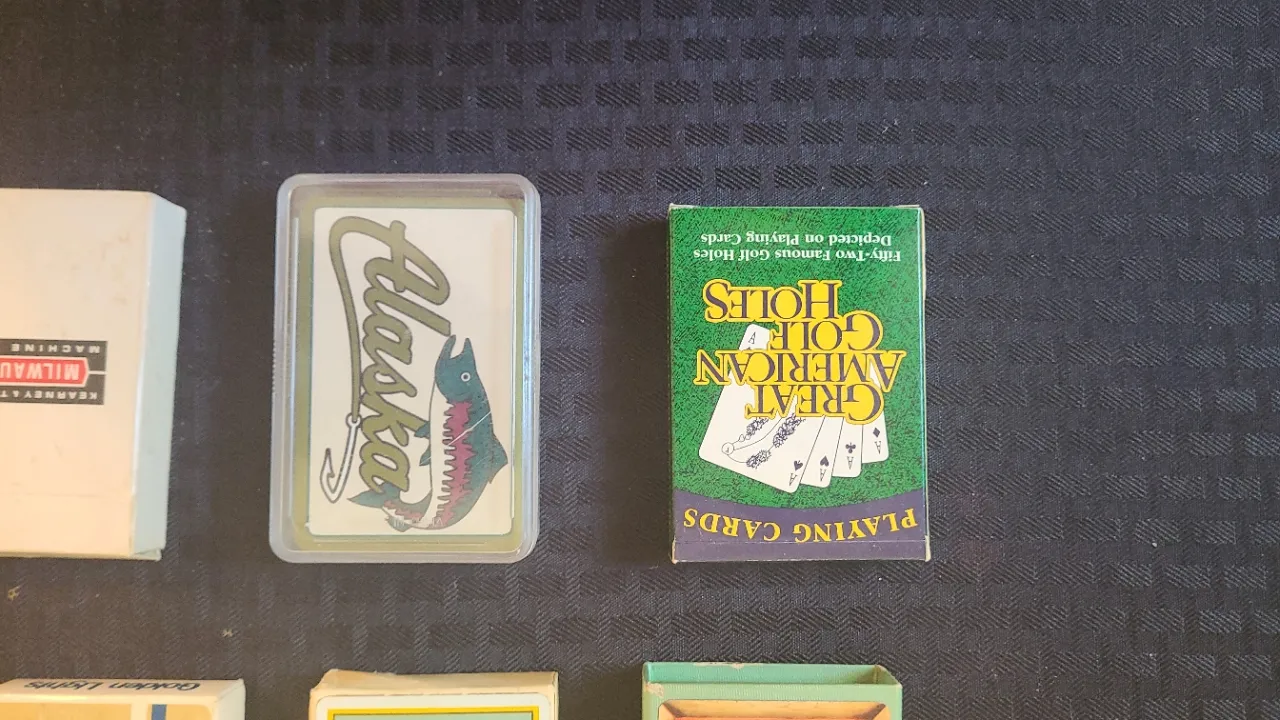 KEARNEY & T
MILWAU
MACHINE
Alaska
PLAYING CARDS
GREAT
AMERICAN
GOLF
HOLES
Fifty-Two Famous Golf Holes
Depicted on Playing Cards
A
A
A
A
A
Golden Lights